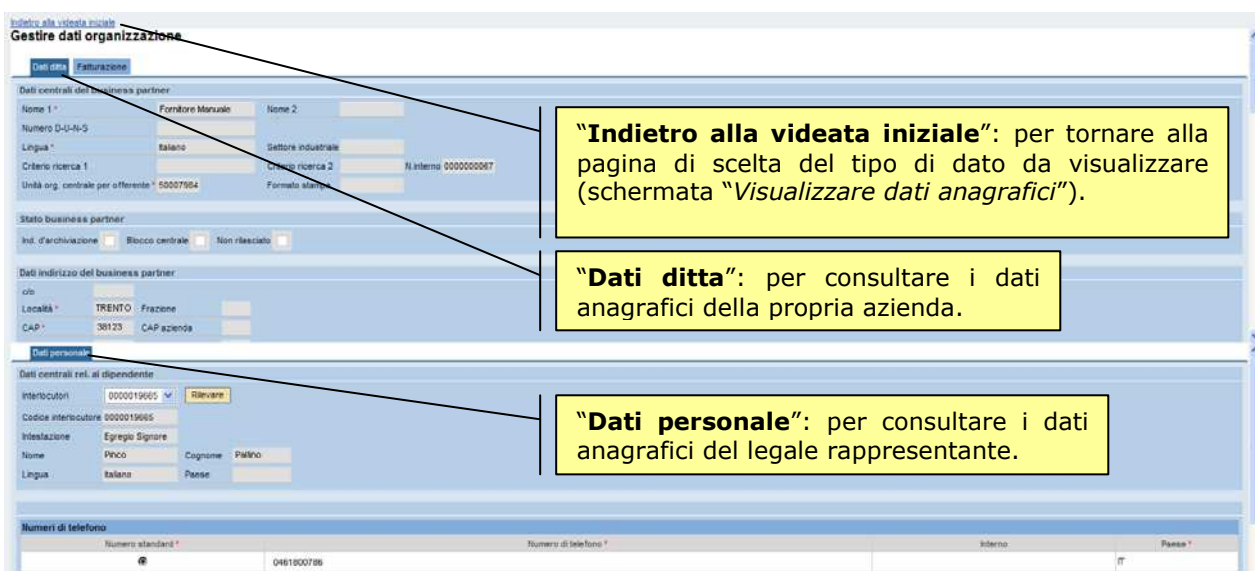 Indietro alla videata iniziale
Gestire dati organizzazione
Dati ditta Fatturazione
Dati centrali del business partner
Nome 1 * Fornitore Manuale Nome 2
Numero D-U-N-S
Lingua * Italiano Settore industriale
Criterio ricerca 1 Criterio ricerca 2 N.interno 0000000067
Unità org. centrale per offerente * 50007984 Formato stampa
"Indietro alla videata iniziale": per tornare alla
pagina di scelta del tipo di dato da visualizzare
(schermata "Visualizzare dati anagrafici").
Stato business partner
Ind. d'archiviazione Blocco centrale Non rilasciato
Dati indirizzo del business partner
c/o
Località * TRENTO Frazione
CAP * 38123 CAP azienda
"Dati ditta": per consultare i dati
anagrafici della propria azienda.
Dati personale
Dati centrali rel. al dipendente
Interlocutori 0000019665 Rilevare
Codice interlocutore 0000019665
Intestazione Egregio Signore
Nome Pinco Cognome Pallino
Lingua Italiano Paese
"Dati personale": per consultare i dati
anagrafici del legale rappresentante.
Numeri di telefono
Numero standard * Numero di telefono * Interno Paese *
0461800786 IT